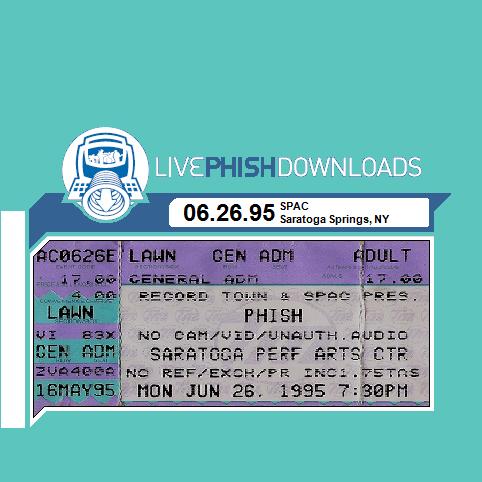 LIVEPHISHDOWNLOADS
06.26.95 SPAC
Saratoga Springs, NY
AC0626E LAWN GEN ADM ADULT
17.00 GENERAL ADM 17.00
4.00 RECORD TOWN & SPAC PRES.
LAWN PHISH
VI 83X NO CAM/VID/UNAUTH.AUDIO
GEN ADM SARATOGA PERF ARTS CTR
ZVA400A NO REF/EXCH/PR INC1.75TAS
16MAY95 MON JUN 26, 1995 7:30PM